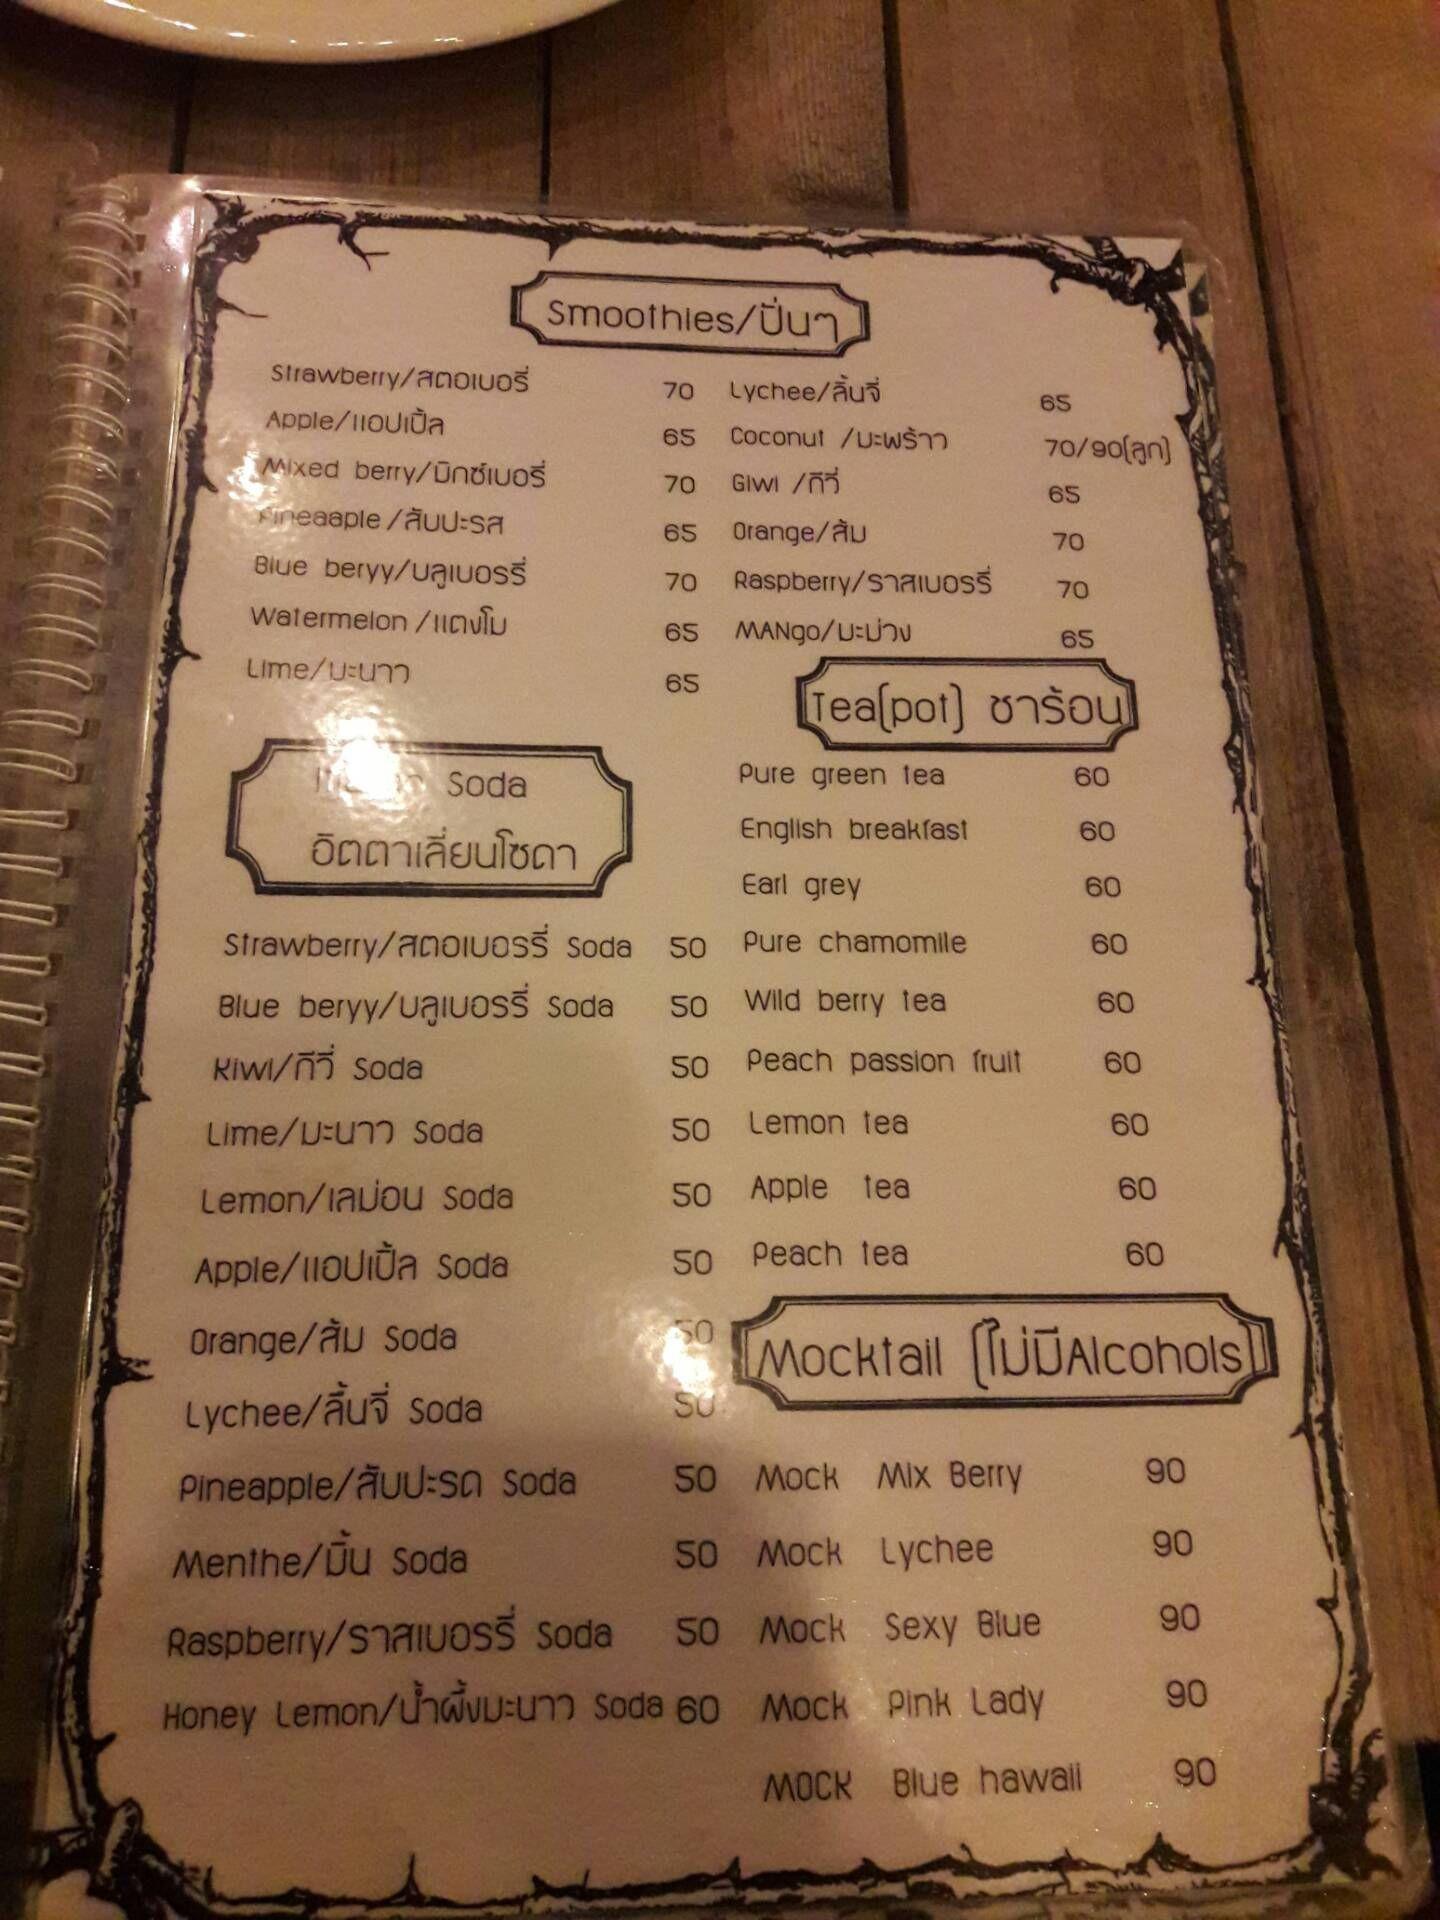 Smoothies/ปั่นๆ
Strawberry/สตอเบอรี่ 70
Apple/แอปเปิ้ล 65
Mixed berry/มิกซ์เบอรี่ 70
Pineaaple/สับปะรส 65
Blue beryy/บลูเบอรรี่ 70
Watermelon/แตงโม 65
Lime/มะนาว 65
Lychee/ลิ้นจี่ 65
Coconut /มะพร้าว 70/90(ลูก)
Giwi /กีวี่ 65
Orange/ส้ม 70
Raspberry/ราสเบอรรี่ 70
MANgo/มะม่วง 65
Soda
อิตตาเลี่ยนโซดา
Strawberry/สตอเบอรรี่ Soda 50
Blue beryy/บลูเบอรรี่ Soda 50
Kiwi/กีวี่ Soda 50
Lime/มะนาว Soda 50
Lemon/เลม่อน Soda 50
Apple/แอปเปิ้ล Soda 50
Orange/ส้ม Soda 50
Lychee/ลิ้นจี่ Soda 50
Pineapple/สับปะรด Soda 50
Menthe/มิ้น Soda 50
Raspberry/ราสเบอรรี่ Soda 50
Honey Lemon/น้ำผึ้งมะนาว Soda 60
Tea(pot) ชาร้อน
Pure green tea 60
English breakfast 60
Earl grey 60
Pure chamomile 60
Wild berry tea 60
Peach passion fruit 60
Lemon tea 60
Apple tea 60
Peach tea 60
Mocktail (ไม่มีAlcohols)
Mock Mix Berry 90
Mock Lychee 90
Mock Sexy Blue 90
Mock Pink Lady 90
MOCK Blue hawaii 90